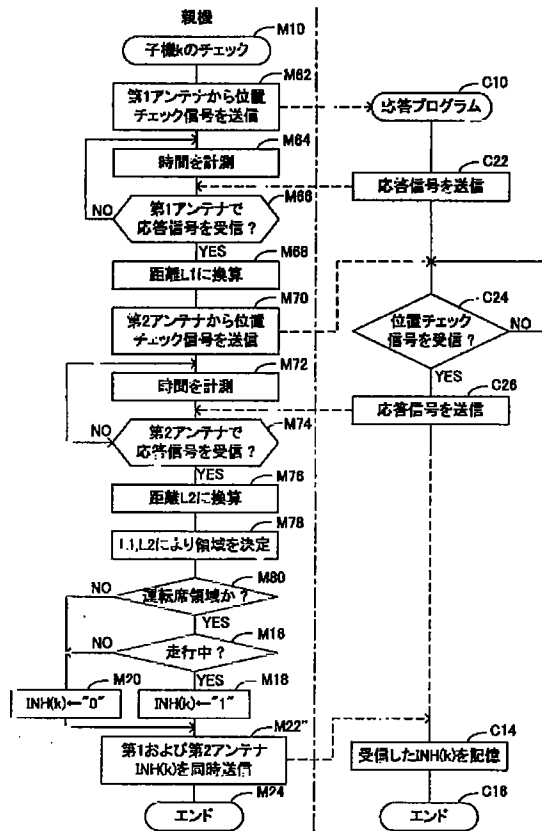 親機
M10
子機kのチェック
M62
第1アンテナから位置
チェック信号を送信
C10
応答プログラム
M64
時間を計測
C22
応答信号を送信
M66
第1アンテナで
応答信号を受信？
NO
YES
M68
距離L1に換算
M70
第2アンテナから位置
チェック信号を送信
C24
位置チェック
信号を受信？
NO
YES
M72
時間を計測
C26
応答信号を送信
M74
第2アンテナで
応答信号を受信？
NO
YES
M76
距離L2に換算
M78
L1,L2により領域を決定
M80
運転席領域か？
NO
YES
M16
走行中？
NO
YES
M20
INH(k)←"0"
M18
INH(k)←"1"
M22"
第1および第2アンテナ
INH(k)を同時送信
C14
受信したINH(k)を記憶
M24
エンド
C16
エンド